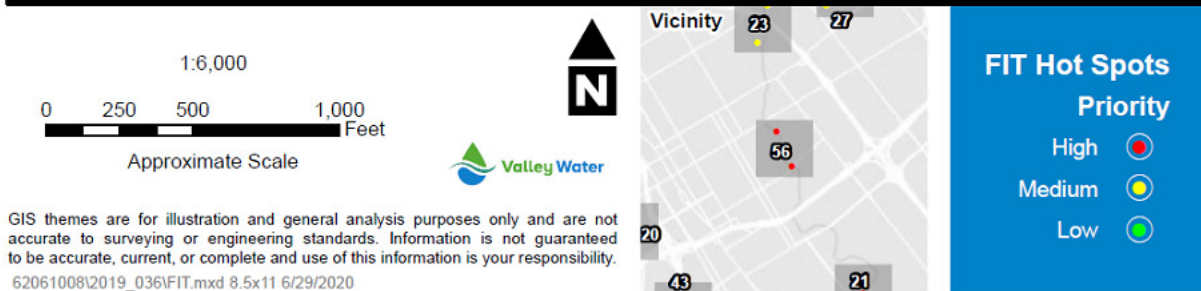 1:6,000
0 250 500 1,000
Feet
Approximate Scale
N
Valley Water
GIS themes are for illustration and general analysis purposes only and are not
accurate to surveying or engineering standards. Information is not guaranteed
to be accurate, current, or complete and use of this information is your responsibility.
62061008\2019_036\FIT.mxd 8.5x11 6/29/2020
Vicinity
23
27
56
20
43
21
FIT Hot Spots
Priority
High
Medium
Low